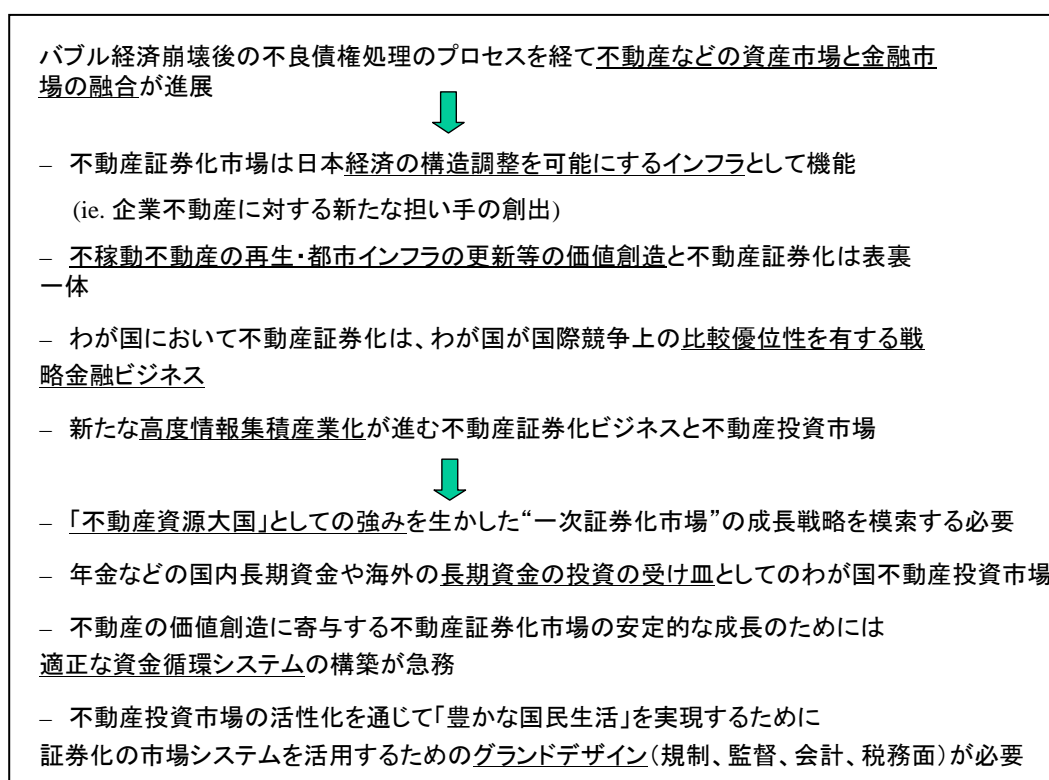 バブル経済崩壊後の不良債権処理のプロセスを経て不動産などの資産市場と金融市
場の融合が進展
– 不動産証券化市場は日本経済の構造調整を可能にするインフラとして機能
(ie. 企業不動産に対する新たな担い手の創出)
– 不稼動不動産の再生・都市インフラの更新等の価値創造と不動産証券化は表裏
一体
– わが国において不動産証券化は、わが国が国際競争上の比較優位性を有する戦
略金融ビジネス
– 新たな高度情報集積産業化が進む不動産証券化ビジネスと不動産投資市場
– 「不動産資源大国」としての強みを生かした“一次証券化市場”の成長戦略を模索する必要
– 年金などの国内長期資金や海外の長期資金の投資の受け皿としてのわが国不動産投資市場
– 不動産の価値創造に寄与する不動産証券化市場の安定的な成長のためには
適正な資金循環システムの構築が急務
– 不動産投資市場の活性化を通じて「豊かな国民生活」を実現するために
証券化の市場システムを活用するためのグランドデザイン(規制、監督、会計、税務面)が必要